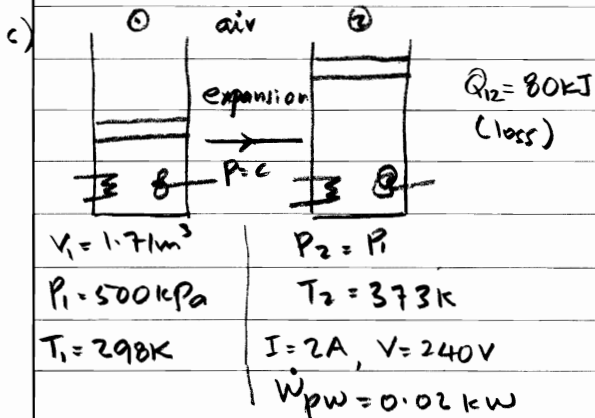 c) ① air ②
expansion
P=c
Q₁₂ = 80kJ
(loss)
V₁ = 1.71m³
P₁ = 500kPa
T₁ = 298K
P₂ = P₁
T₂ = 373K
I = 2A, V = 240V
Ẇpw = 0.02 kW